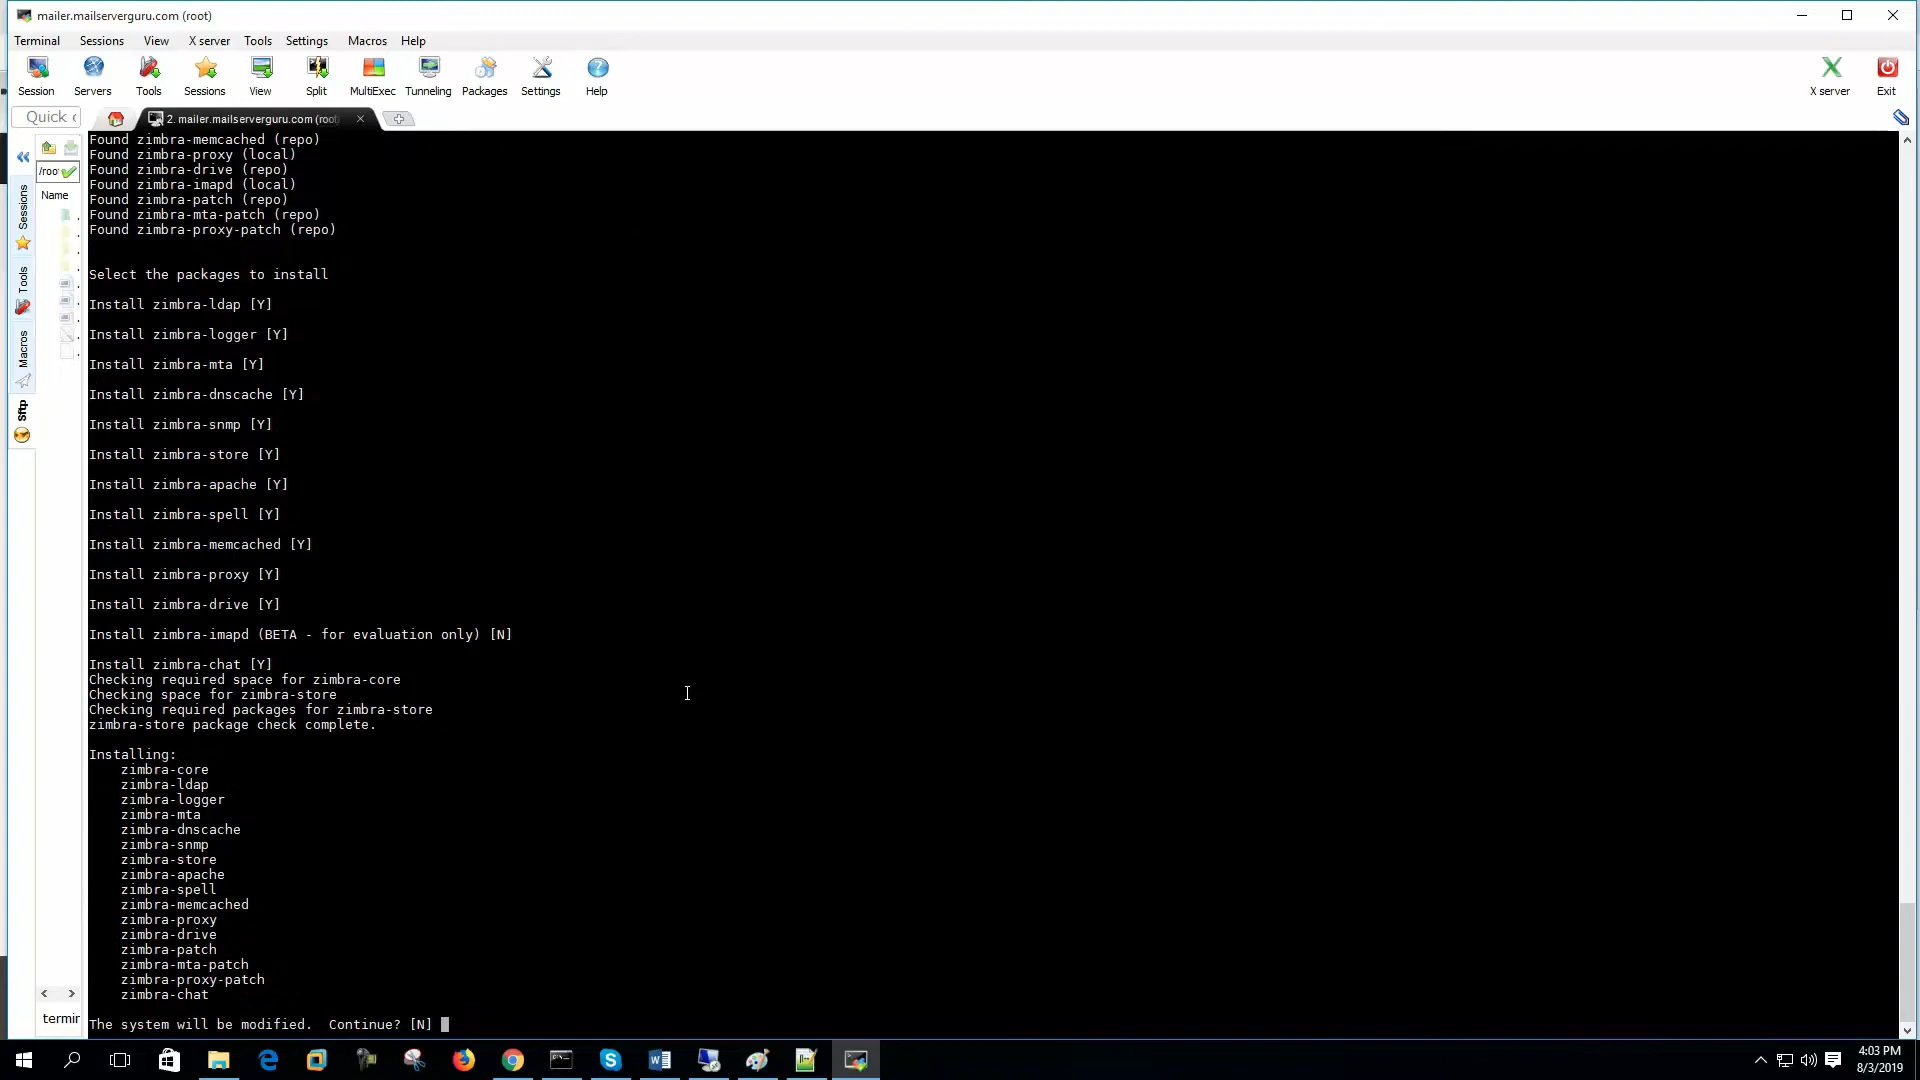 mailer.mailserverguru.com (root)
Terminal Sessions View X server Tools Settings Macros Help
Session Servers Tools Sessions View Split MultiExec Tunneling Packages Settings Help X server Exit
Quick c
2. mailer.mailserverguru.com (root
/roo
Name
Sessions
Tools
Macros
Sftp
termir
Found zimbra-memcached (repo)
Found zimbra-proxy (local)
Found zimbra-drive (repo)
Found zimbra-imapd (local)
Found zimbra-patch (repo)
Found zimbra-mta-patch (repo)
Found zimbra-proxy-patch (repo)
Select the packages to install
Install zimbra-ldap [Y]
Install zimbra-logger [Y]
Install zimbra-mta [Y]
Install zimbra-dnscache [Y]
Install zimbra-snmp [Y]
Install zimbra-store [Y]
Install zimbra-apache [Y]
Install zimbra-spell [Y]
Install zimbra-memcached [Y]
Install zimbra-proxy [Y]
Install zimbra-drive [Y]
Install zimbra-imapd (BETA - for evaluation only) [N]
Install zimbra-chat [Y]
Checking required space for zimbra-core
Checking space for zimbra-store
Checking required packages for zimbra-store
zimbra-store package check complete.
Installing:
zimbra-core
zimbra-ldap
zimbra-logger
zimbra-mta
zimbra-dnscache
zimbra-snmp
zimbra-store
zimbra-apache
zimbra-spell
zimbra-memcached
zimbra-proxy
zimbra-drive
zimbra-patch
zimbra-mta-patch
zimbra-proxy-patch
zimbra-chat
The system will be modified.  Continue? [N]
4:03 PM
8/3/2019